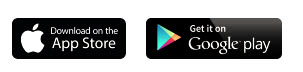 Download on the
App Store
Get it on
Google play